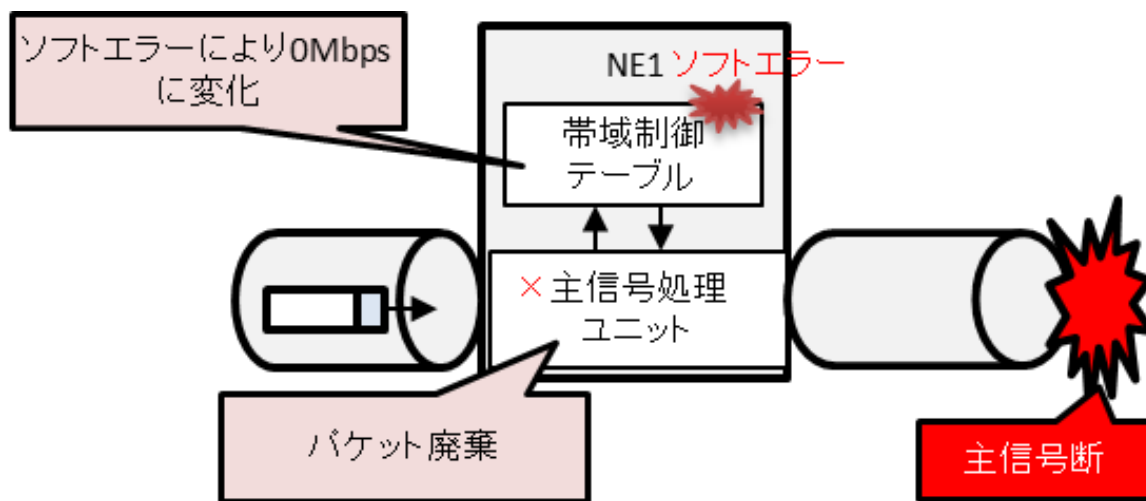 ソフトエラーにより0Mbps
に変化
NE1 ソフトエラー
帯域制御
テーブル
×主信号処理
ユニット
パケット廃棄
主信号断